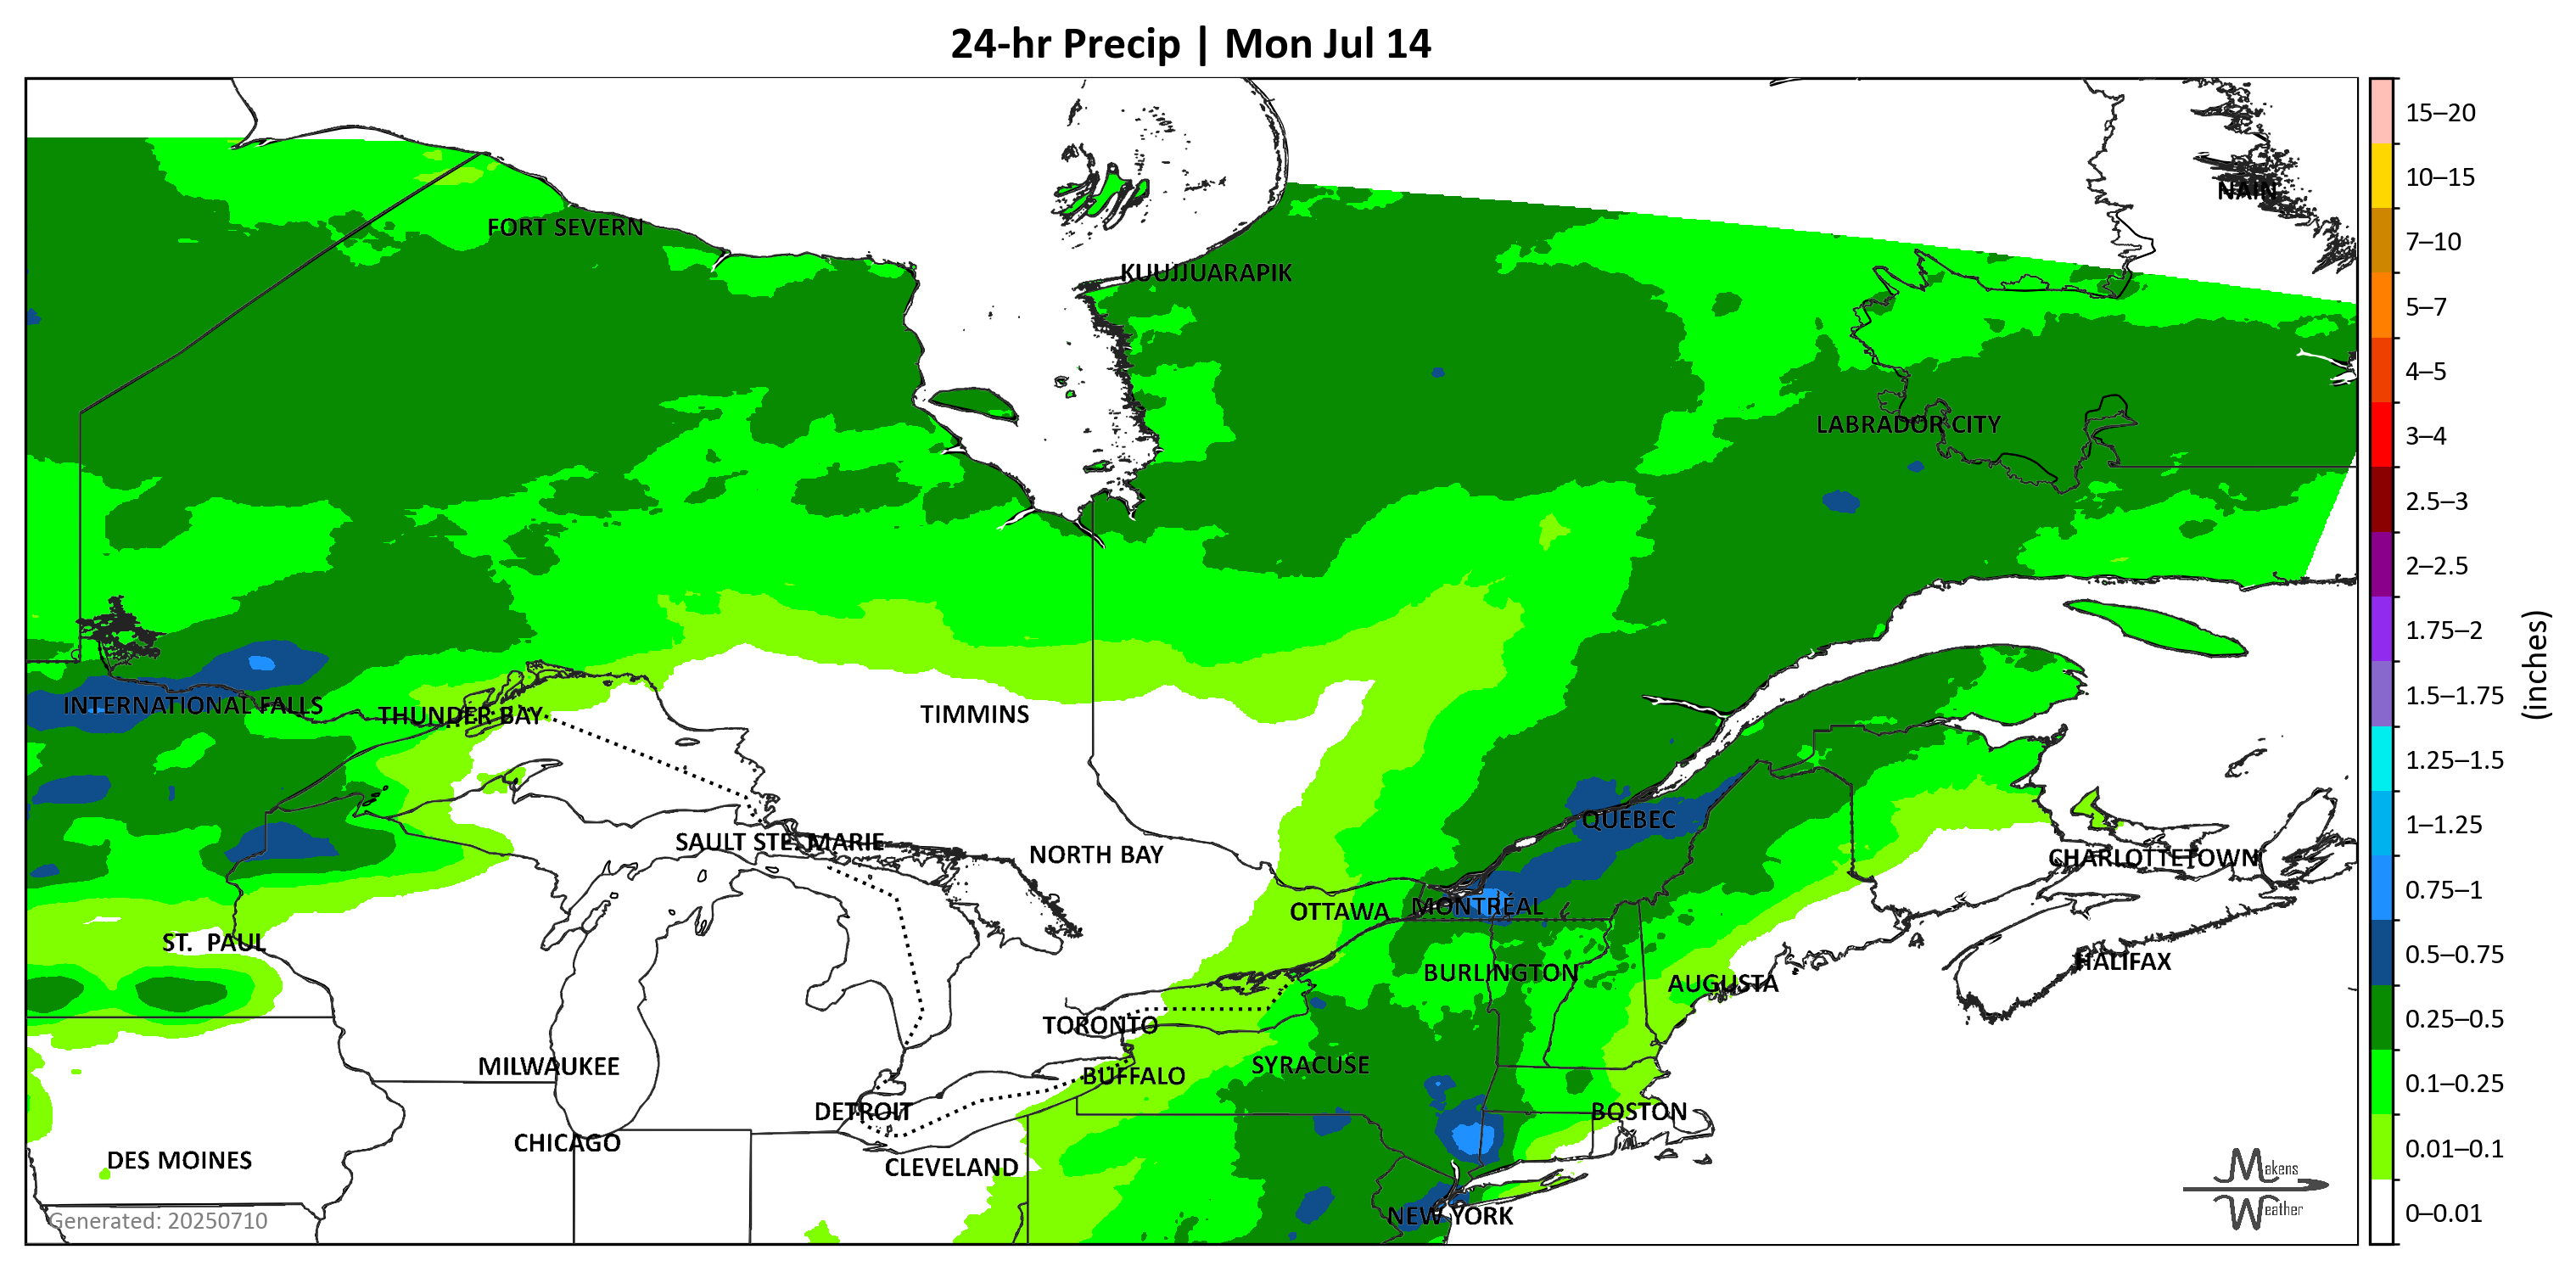 24-hr Precip | Mon Jul 14
NAIN
FORT SEVERN
KUUJJUARAPIK
LABRADOR CITY
INTERNATIONAL FALLS
THUNDER BAY
TIMMINS
QUEBEC
SAULT STE. MARIE
NORTH BAY
CHARLOTTETOWN
OTTAWA
MONTRÉAL
ST. PAUL
HALIFAX
BURLINGTON
AUGUSTA
TORONTO
MILWAUKEE
SYRACUSE
BUFFALO
DETROIT
BOSTON
CHICAGO
DES MOINES
CLEVELAND
NEW YORK
Generated: 20250710
Makens
Weather
15–20
10–15
7–10
5–7
4–5
3–4
2.5–3
2–2.5
1.75–2
1.5–1.75
1.25–1.5
1–1.25
0.75–1
0.5–0.75
0.25–0.5
0.1–0.25
0.01–0.1
0–0.01
(inches)